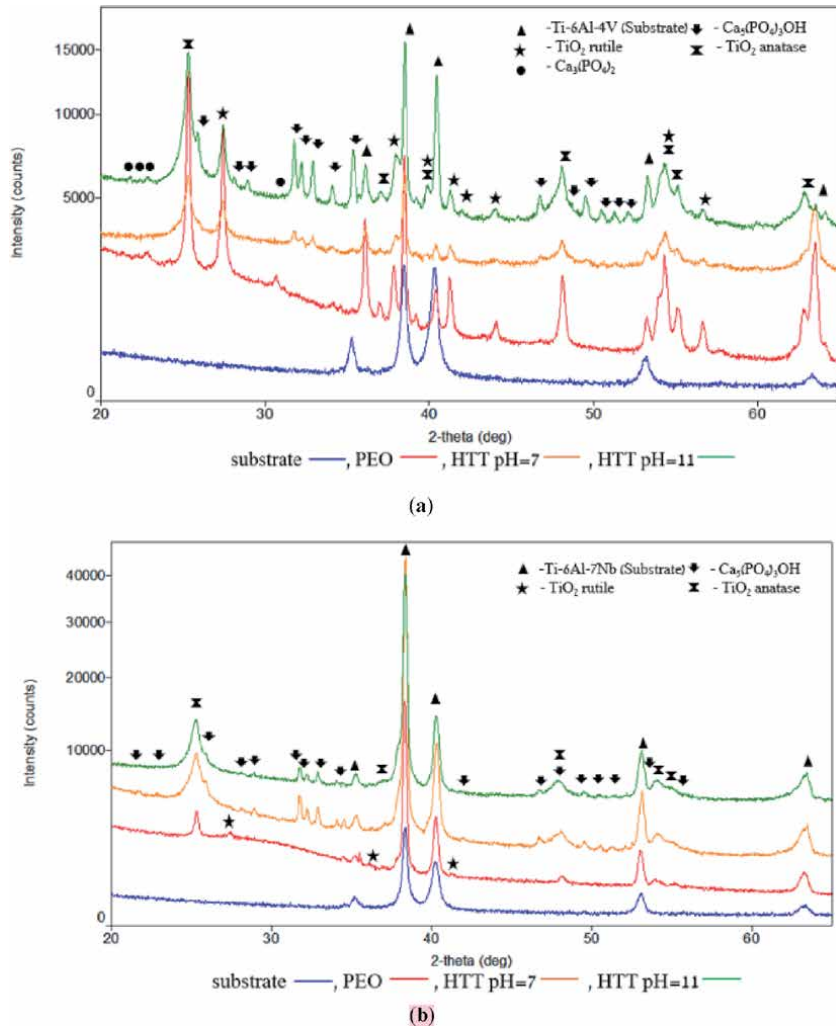 15000
10000
5000
0
Intensity (counts)
-Ti-6Al-4V (Substrate)
- Ca₅(PO₄)₃OH
- TiO₂ rutile
- TiO₂ anatase
- Ca₃(PO₄)₂
20 30 40 50 60
2-theta (deg)
substrate , PEO , HTT pH=7 , HTT pH=11
(a)
40000
30000
20000
10000
0
Intensity (counts)
-Ti-6Al-7Nb (Substrate)
- Ca₅(PO₄)₃OH
- TiO₂ rutile
- TiO₂ anatase
20 30 40 50 60
2-theta (deg)
substrate , PEO , HTT pH=7 , HTT pH=11
(b)